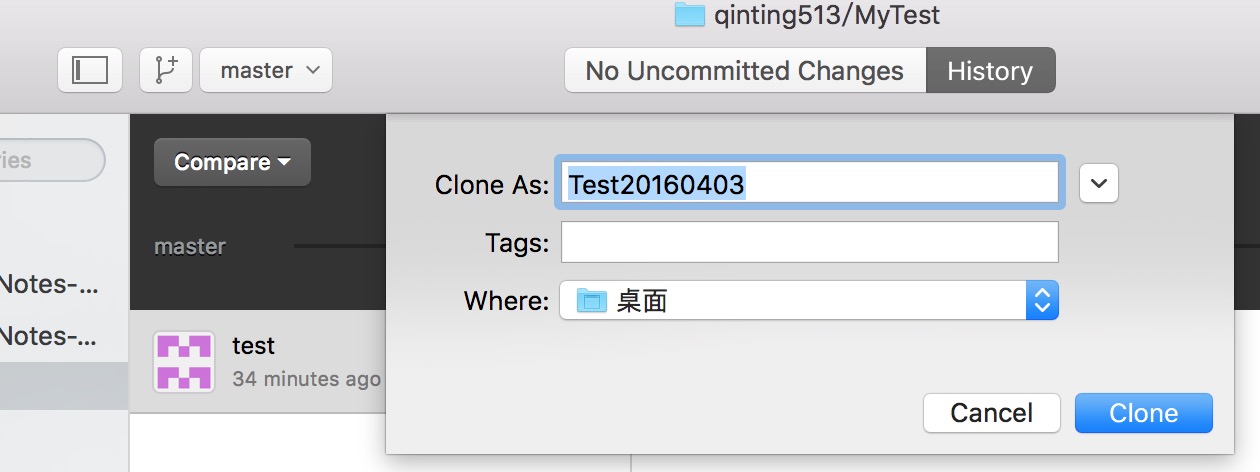 qinting513/MyTest
master
No Uncommitted Changes
History
ries
Compare
Clone As: Test20160403
Tags:
master
Notes-...
Where: 桌面
Notes-...
test
34 minutes ago
Cancel
Clone